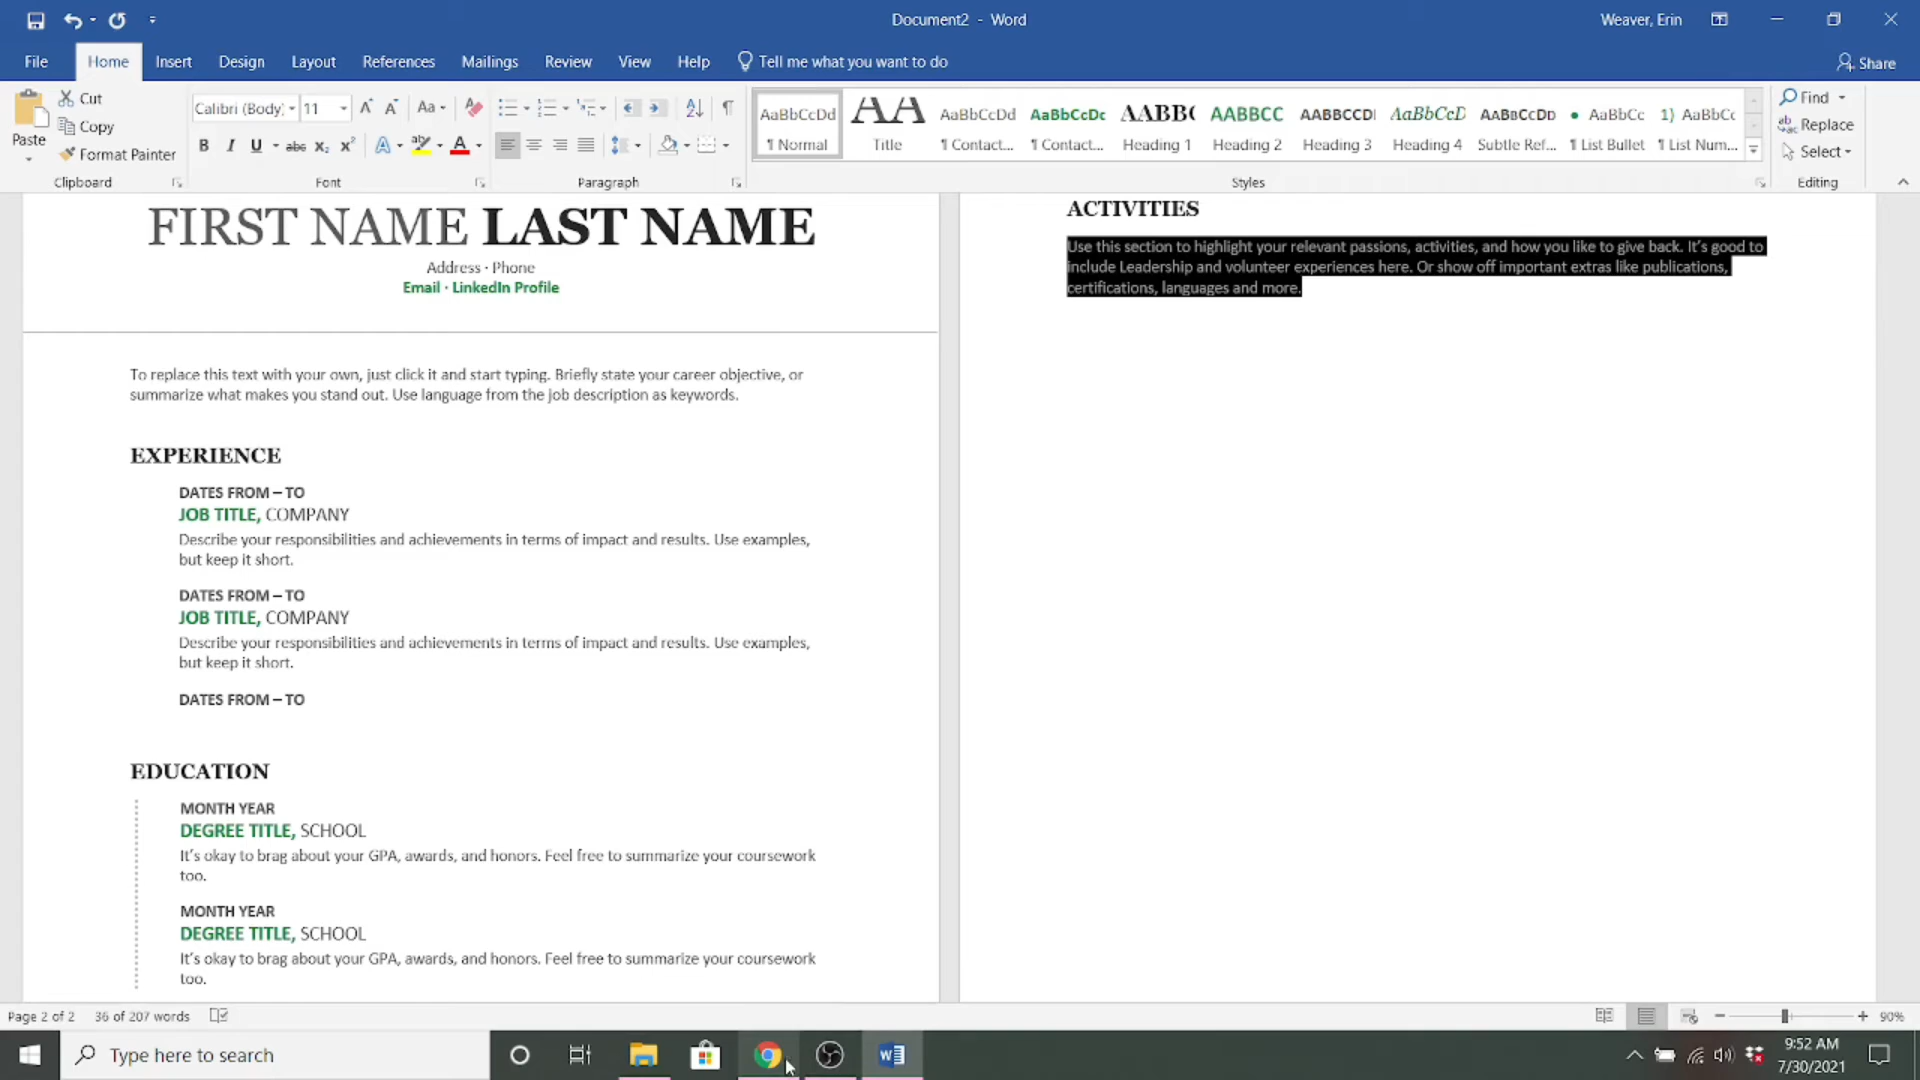 Document2 - Word
Weaver, Erin
File Home Insert Design Layout References Mailings Review View Help Tell me what you want to do
Share
Paste
Cut
Copy
Format Painter
Clipboard
Calibri (Body) 11
Aa
B I U abc X₂ X² A A
Font
Paragraph
AaBbCcDd AA AaBbCcDd AaBbCcDc AABB( AABBCC AABBCCDI AaBbCcD AABBCCDD AaBbCc 1) AaBbCc
¶ Normal Title ¶ Contact... ¶ Contact... Heading 1 Heading 2 Heading 3 Heading 4 Subtle Ref... ¶ List Bullet ¶ List Num...
Styles
Find
Replace
Select
Editing
FIRST NAME LAST NAME
Address · Phone
Email · LinkedIn Profile
To replace this text with your own, just click it and start typing. Briefly state your career objective, or
summarize what makes you stand out. Use language from the job description as keywords.
EXPERIENCE
DATES FROM – TO
JOB TITLE, COMPANY
Describe your responsibilities and achievements in terms of impact and results. Use examples,
but keep it short.
DATES FROM – TO
JOB TITLE, COMPANY
Describe your responsibilities and achievements in terms of impact and results. Use examples,
but keep it short.
DATES FROM – TO
EDUCATION
MONTH YEAR
DEGREE TITLE, SCHOOL
It’s okay to brag about your GPA, awards, and honors. Feel free to summarize your coursework
too.
MONTH YEAR
DEGREE TITLE, SCHOOL
It’s okay to brag about your GPA, awards, and honors. Feel free to summarize your coursework
too.
ACTIVITIES
Use this section to highlight your relevant passions, activities, and how you like to give back. It’s good to
include Leadership and volunteer experiences here. Or show off important extras like publications,
certifications, languages and more.
Page 2 of 2 36 of 207 words
90%
Type here to search
9:52 AM
7/30/2021